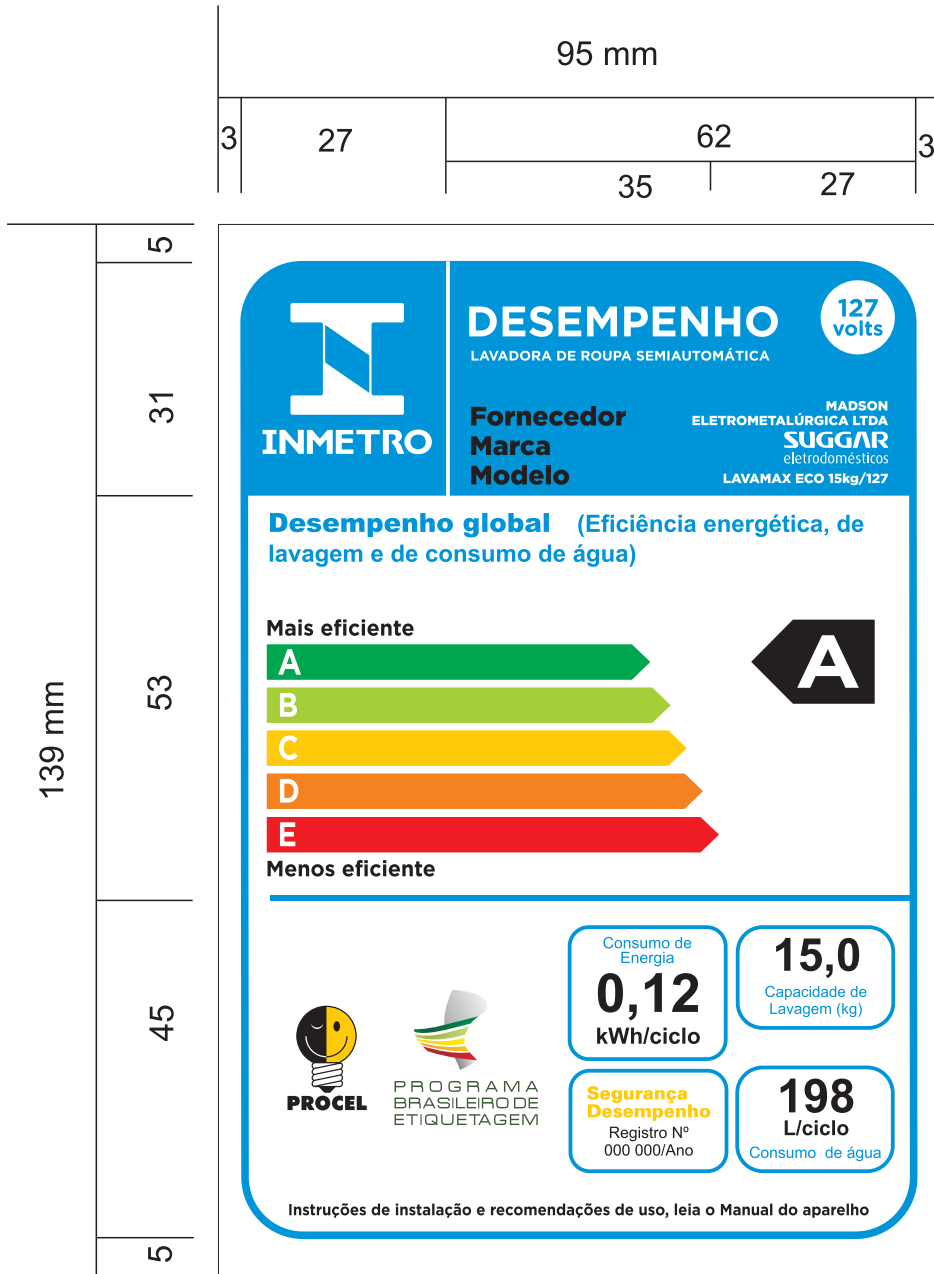 95 mm
3
27
62
3
35
27
5
31
53
139 mm
45
5
INMETRO
DESEMPENHO
LAVADORA DE ROUPA SEMIAUTOMÁTICA
127
volts
Fornecedor
Marca
Modelo
MADSON
ELETROMETALÚRGICA LTDA
SUGGAR
eletrodomésticos
LAVAMAX ECO 15kg/127
Desempenho global (Eficiência energética, de
lavagem e de consumo de água)
Mais eficiente
A
B
C
D
E
Menos eficiente
A
Consumo de
Energia
0,12
kWh/ciclo
15,0
Capacidade de
Lavagem (kg)
PROCEL
PROGRAMA
BRASILEIRO DE
ETIQUETAGEM
Segurança
Desempenho
Registro Nº
000 000/Ano
198
L/ciclo
Consumo de água
Instruções de instalação e recomendações de uso, leia o Manual do aparelho